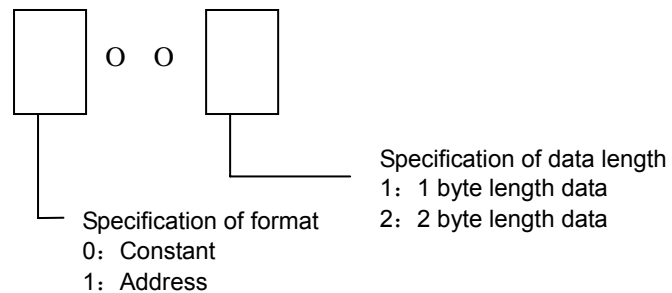 O O
Specification of data length
1：1 byte length data
2：2 byte length data
Specification of format
0：Constant
1：Address